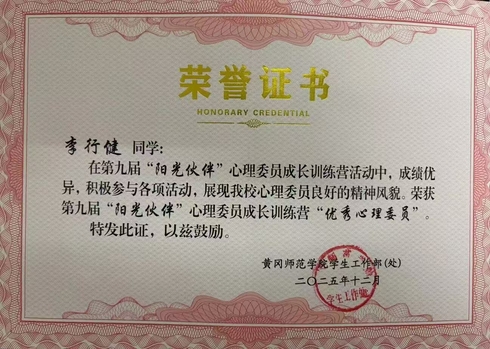 荣誉证书
HONORARY CREDENTIAL
李行健 同学：
在第九届“阳光伙伴”心理委员成长训练营活动中，成绩优
异，积极参与各项活动，展现我校心理委员良好的精神风貌。荣获
第九届“阳光伙伴”心理委员成长训练营“优秀心理委员”。
特发此证，以兹鼓励。
黄冈师范学院学生工作部(处)
二〇二五年十二月
学生工作部